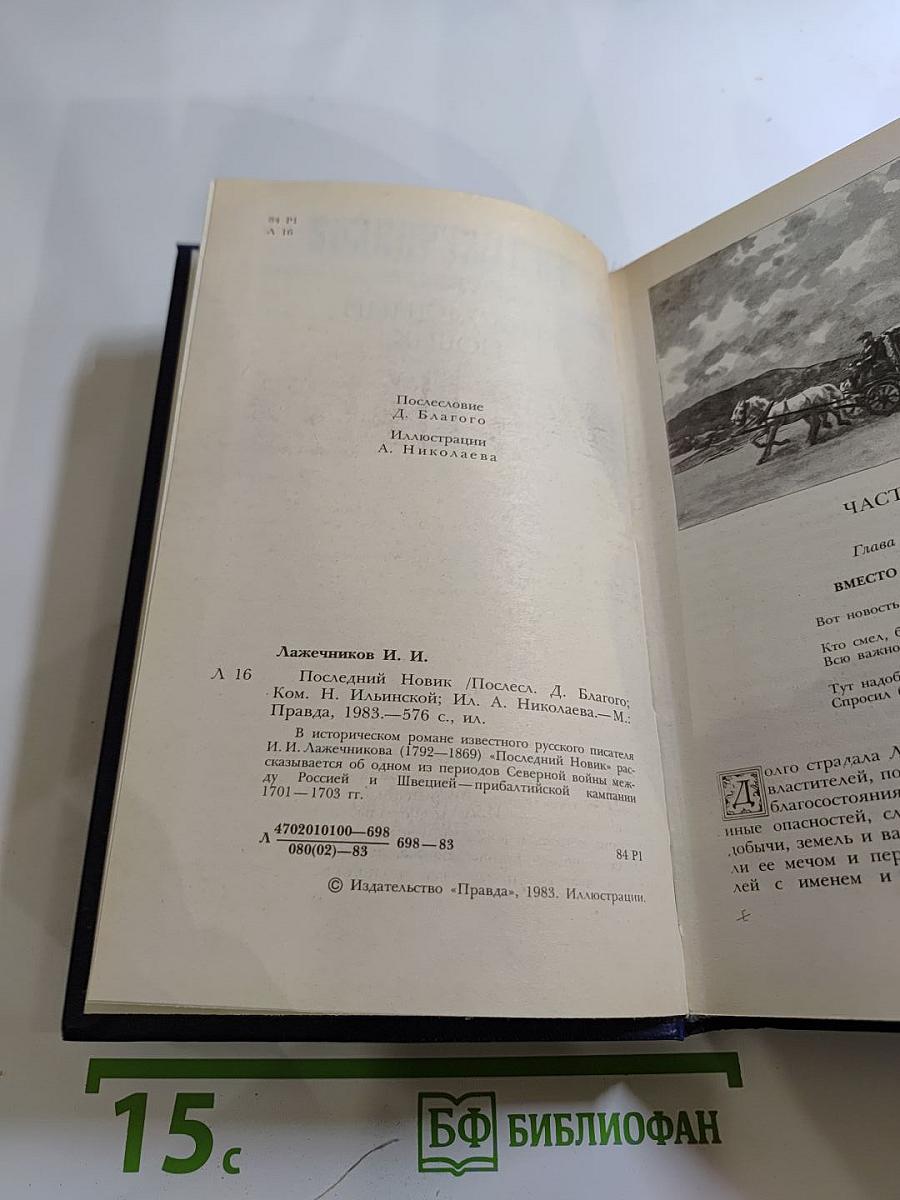 84 Р1
Л 16
Послесловие
Д. Благого
Иллюстрации
А. Николаева
Лажечников И. И.
Л 16 Последний Новик /Послесл. Д. Благого;
Ком. Н. Ильинской; Ил. А. Николаева.— М.:
Правда, 1983.—576 с., ил.
В историческом романе известного русского писателя
И. И. Лажечникова (1792—1869) «Последний Новик» рас-
сказывается об одном из периодов Северной войны меж-
ду Россией и Швецией—прибалтийской кампании
1701—1703 гг.
Л 4702010100—698
080(02)—83 698—83
84 Р1
© Издательство «Правда», 1983. Иллюстрации.
ЧАСТ
Глава
ВМЕСТО
Вот новость
Кто смел, б
Всю важно
Тут надоб
Спросил
Долго страдала Л
властителей, по
благосостояния
иные опасностей, сл
добычи, земель и ва
ли ее мечом и пер
лей с именем и
15 с
БФ БИБЛИОФАН